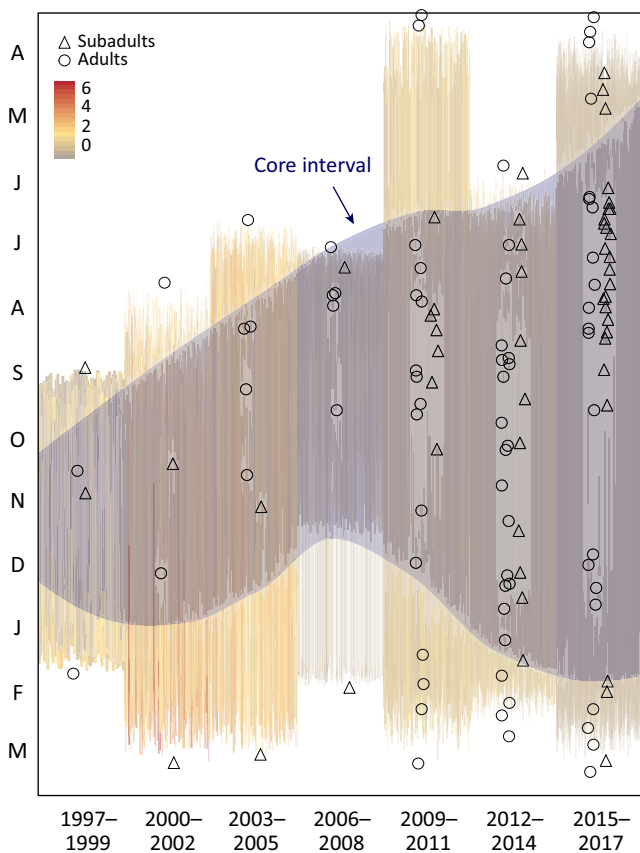 Subadults
Adults
6
4
2
0
Core interval
A
M
J
J
A
S
O
N
D
J
F
M
1997–
1999
2000–
2002
2003–
2005
2006–
2008
2009–
2011
2012–
2014
2015–
2017